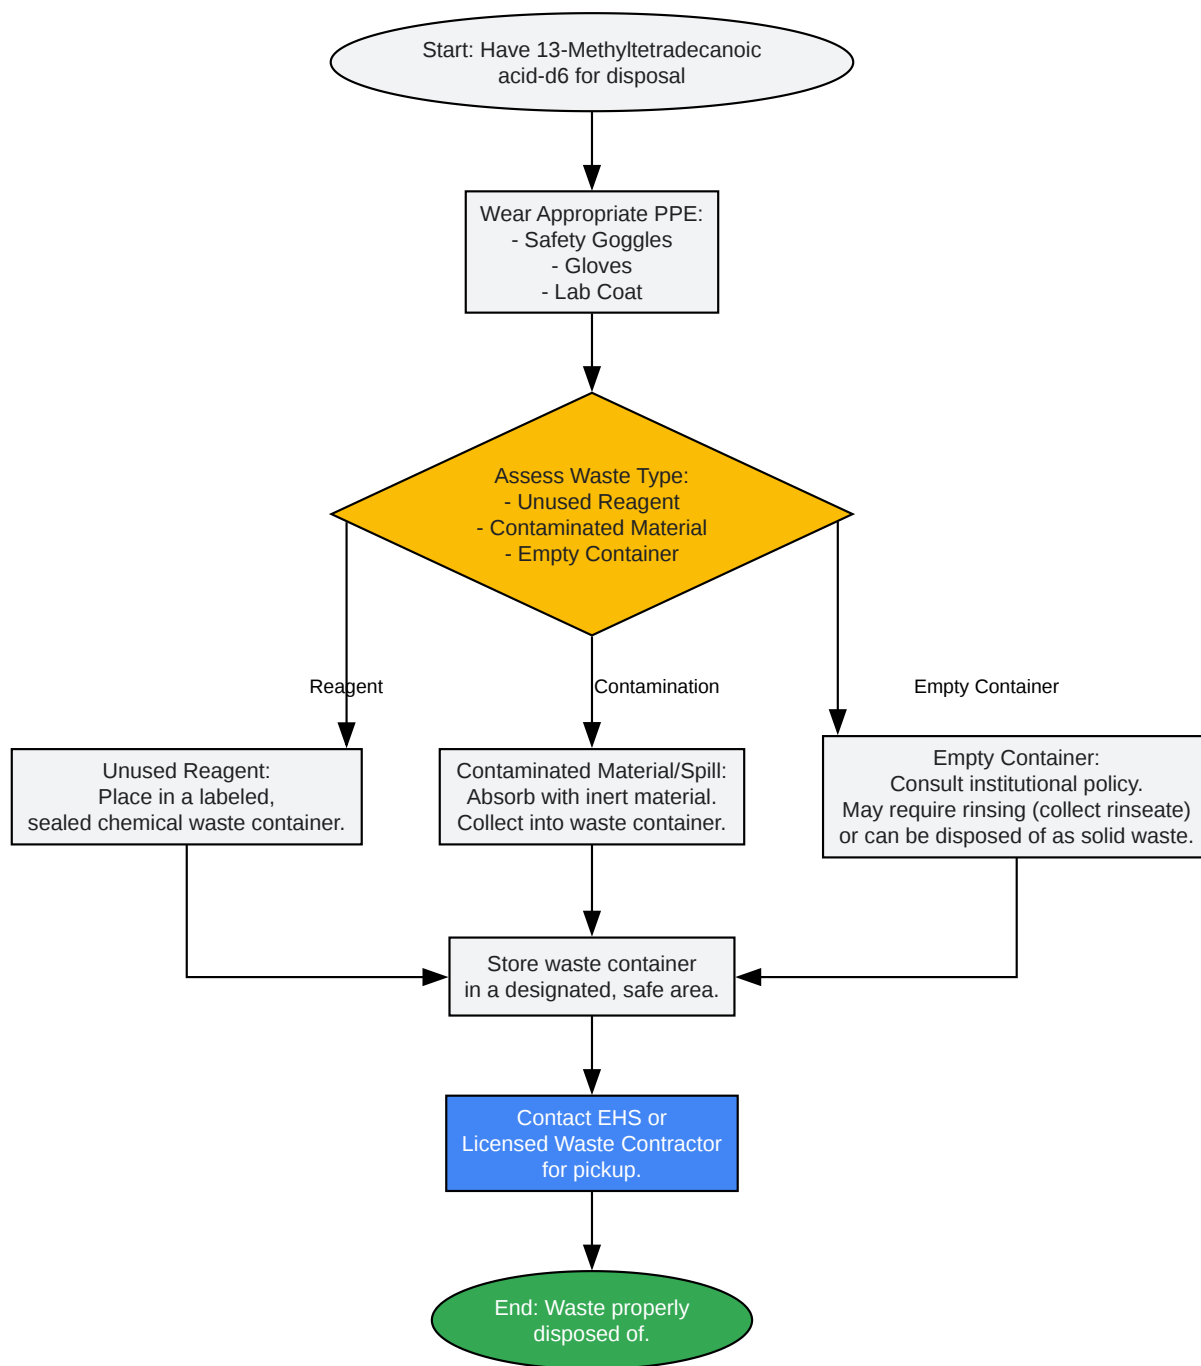 Start: Have 13-Methyltetradecanoic
acid-d6 for disposal
Wear Appropriate PPE:
- Safety Goggles
- Gloves
- Lab Coat
Assess Waste Type:
- Unused Reagent
- Contaminated Material
- Empty Container
Reagent
Contamination
Empty Container
Unused Reagent:
Place in a labeled,
sealed chemical waste container.
Contaminated Material/Spill:
Absorb with inert material.
Collect into waste container.
Empty Container:
Consult institutional policy.
May require rinsing (collect rinseate)
or can be disposed of as solid waste.
Store waste container
in a designated, safe area.
Contact EHS or
Licensed Waste Contractor
for pickup.
End: Waste properly
disposed of.